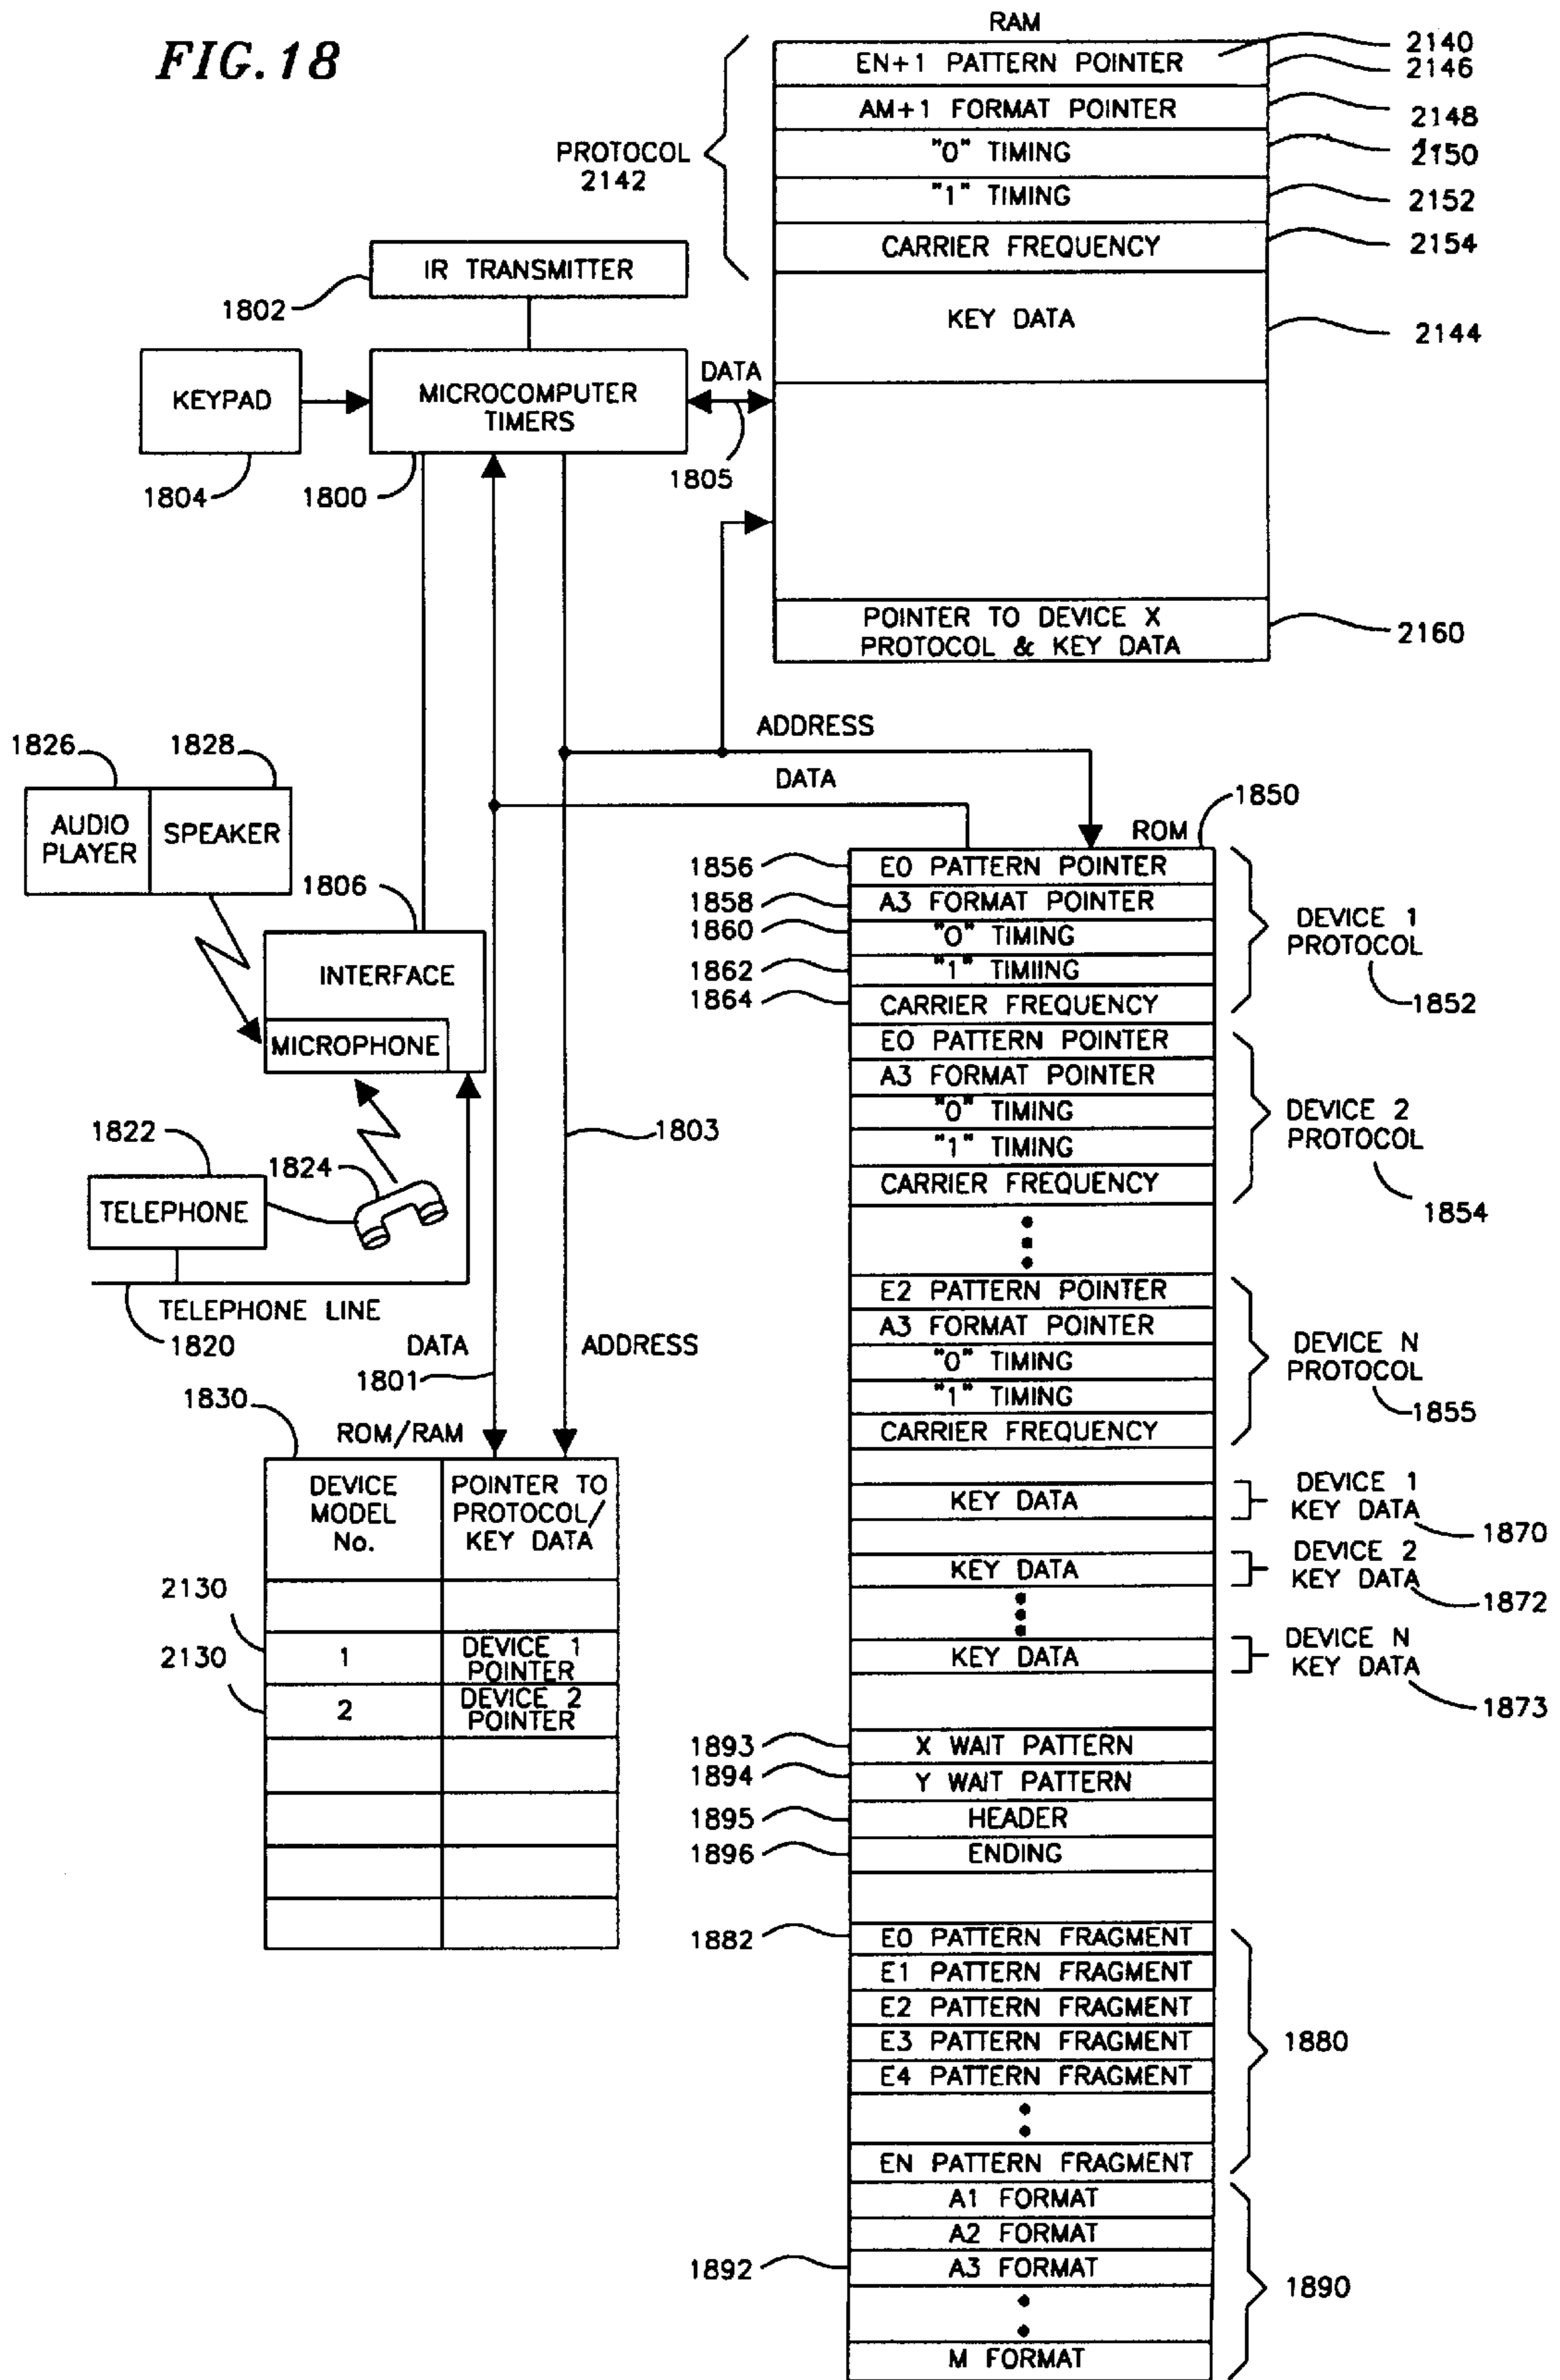 FIG.18
RAM
EN+1 PATTERN POINTER
2140
2146
AM+1 FORMAT POINTER
2148
"0" TIMING
2150
"1" TIMING
2152
CARRIER FREQUENCY
2154
PROTOCOL
2142
KEY DATA
2144
POINTER TO DEVICE X
PROTOCOL & KEY DATA
2160
IR TRANSMITTER
1802
KEYPAD
1804
MICROCOMPUTER
TIMERS
1800
DATA
1805
ADDRESS
DATA
1826
1828
AUDIO
PLAYER
SPEAKER
1806
INTERFACE
MICROPHONE
1822
1824
TELEPHONE
TELEPHONE LINE
1820
1803
DATA
1801
ADDRESS
1830
ROM/RAM
DEVICE
MODEL
No.
POINTER TO
PROTOCOL/
KEY DATA
2130
1
DEVICE 1
POINTER
2130
2
DEVICE 2
POINTER
1850
ROM
1856
E0 PATTERN POINTER
1858
A3 FORMAT POINTER
1860
"0" TIMING
1862
"1" TIMIING
1864
CARRIER FREQUENCY
DEVICE 1
PROTOCOL
1852
E0 PATTERN POINTER
A3 FORMAT POINTER
"0" TIMING
"1" TIMING
CARRIER FREQUENCY
DEVICE 2
PROTOCOL
1854
E2 PATTERN POINTER
A3 FORMAT POINTER
"0" TIMING
"1" TIMING
CARRIER FREQUENCY
DEVICE N
PROTOCOL
1855
KEY DATA
DEVICE 1
KEY DATA
1870
KEY DATA
DEVICE 2
KEY DATA
1872
KEY DATA
DEVICE N
KEY DATA
1873
1893
X WAIT PATTERN
1894
Y WAIT PATTERN
1895
HEADER
1896
ENDING
1882
E0 PATTERN FRAGMENT
E1 PATTERN FRAGMENT
E2 PATTERN FRAGMENT
E3 PATTERN FRAGMENT
E4 PATTERN FRAGMENT
EN PATTERN FRAGMENT
1880
A1 FORMAT
A2 FORMAT
1892
A3 FORMAT
M FORMAT
1890